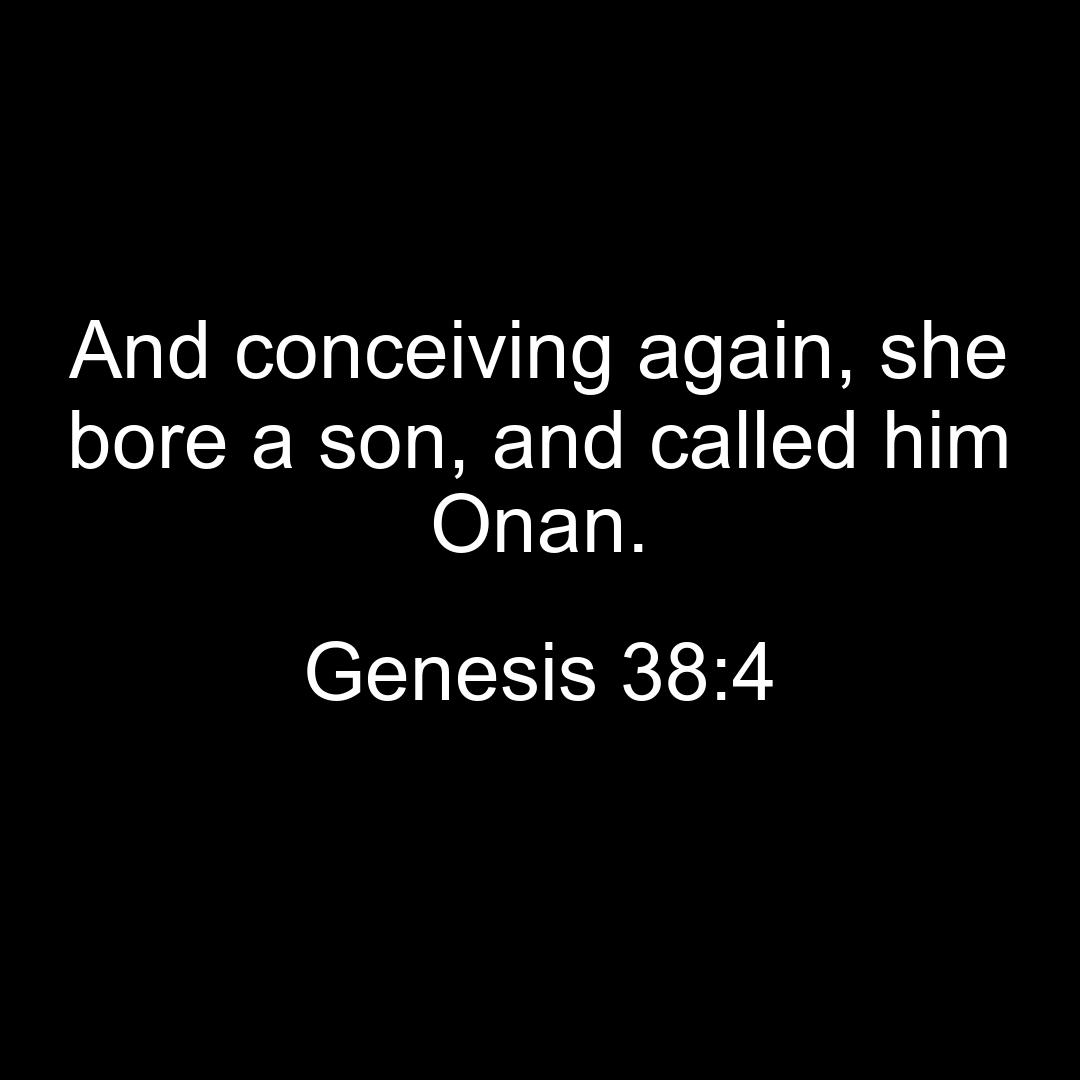 And conceiving again, she
bore a son, and called him
Onan.
Genesis 38:4